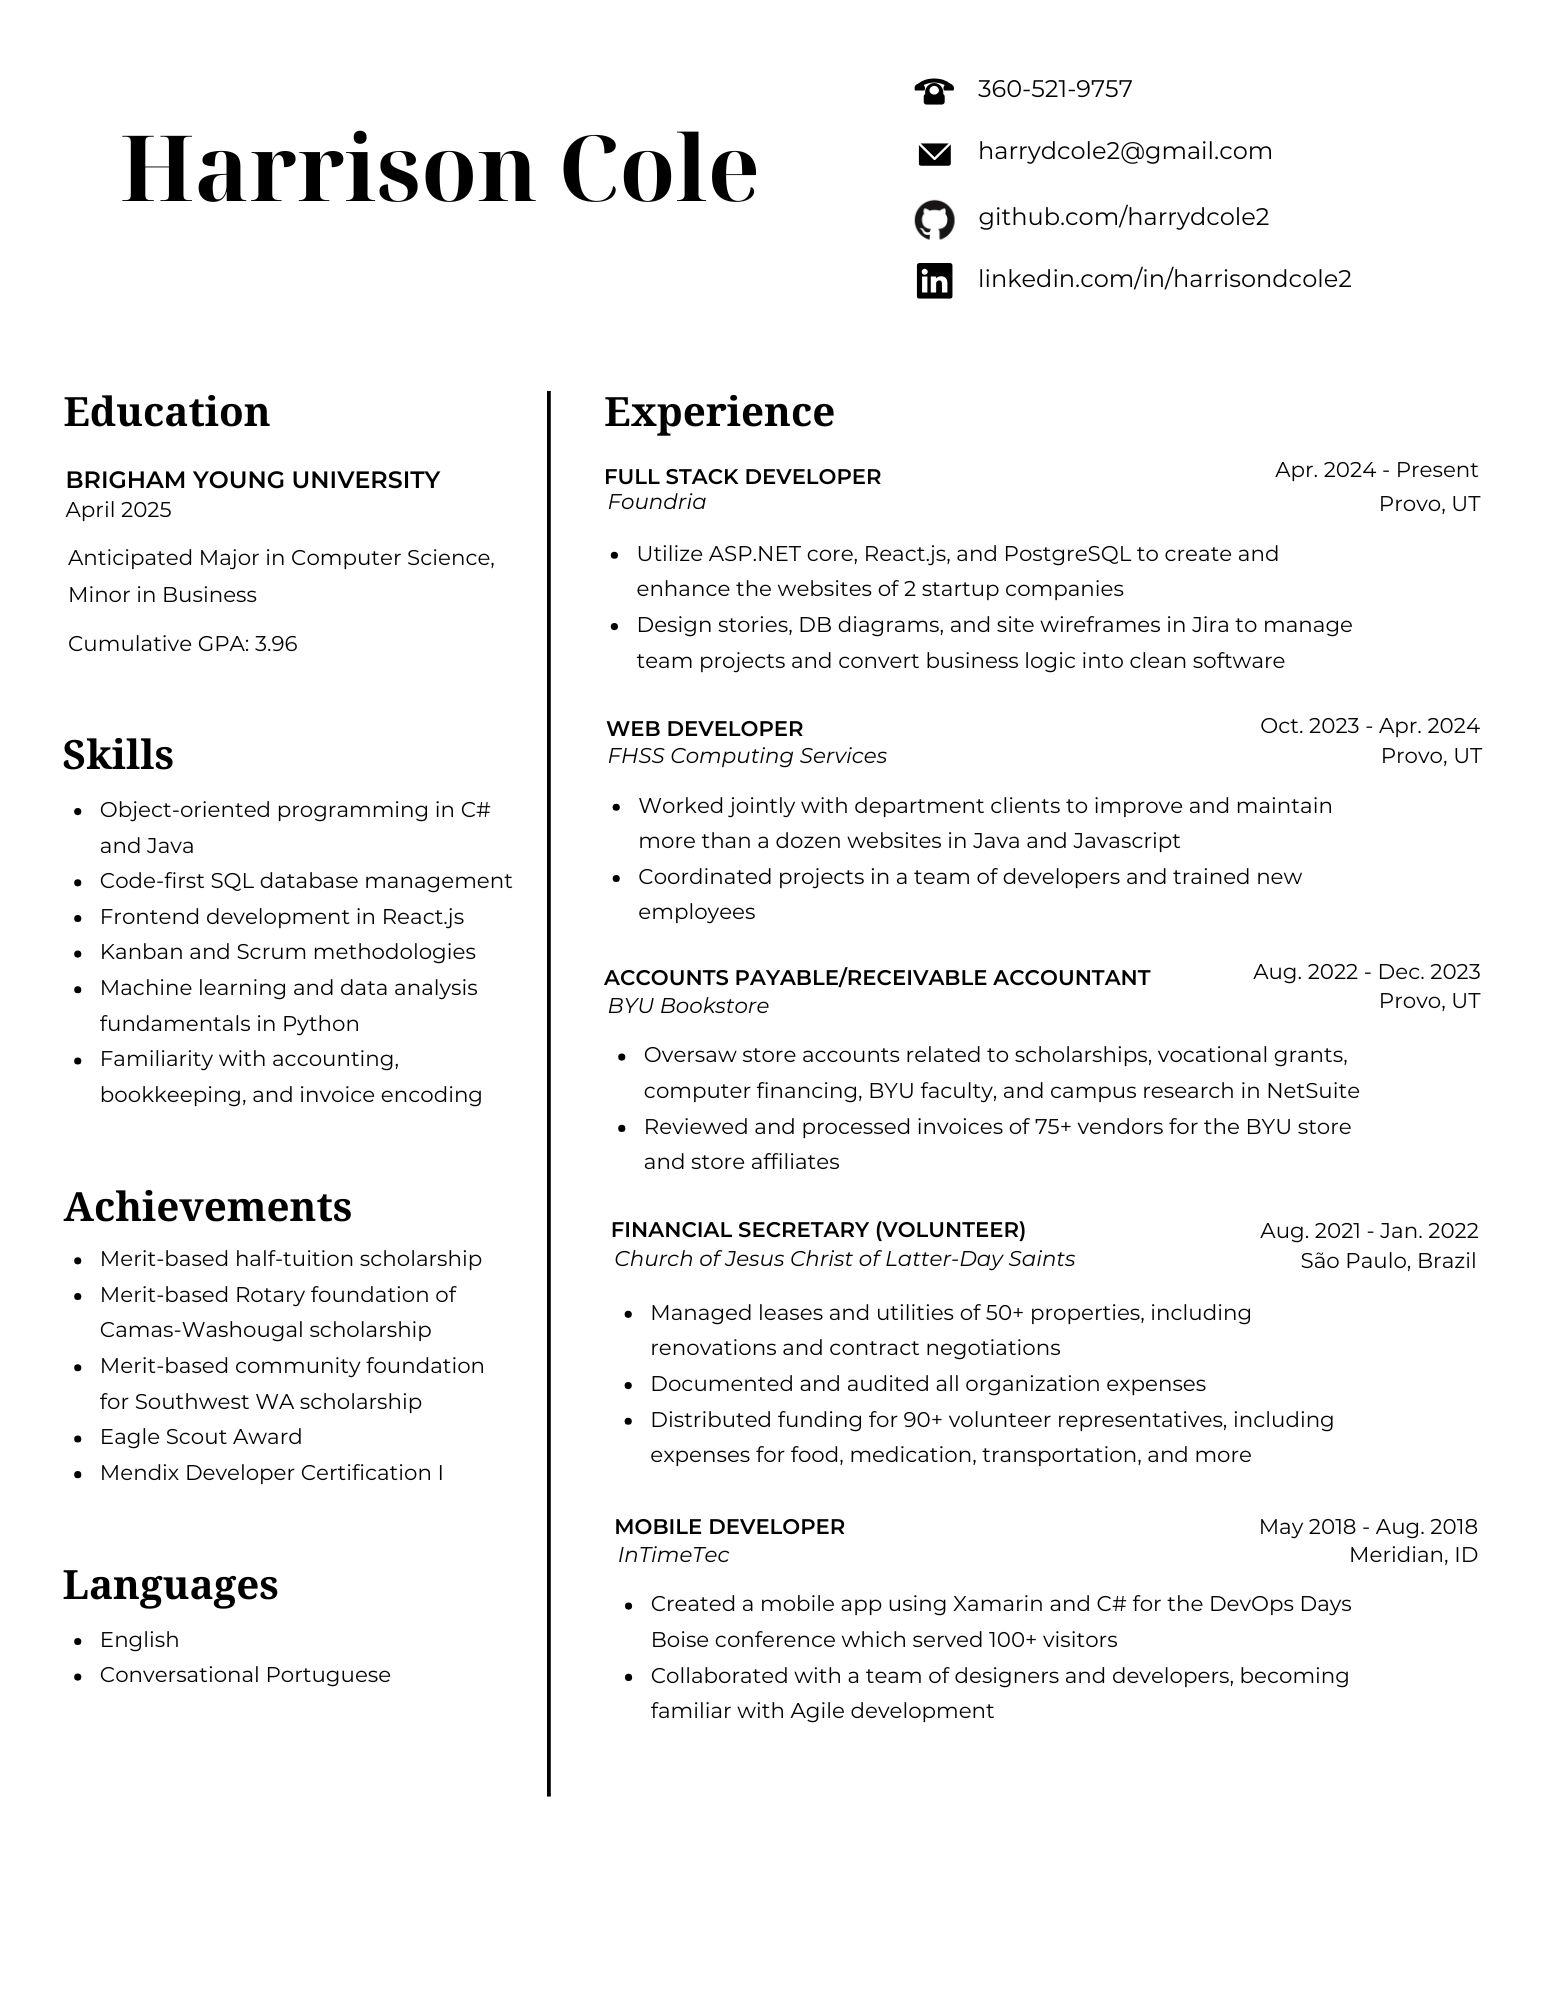 Harrison Cole
360-521-9757
harrydcole2@gmail.com
github.com/harrydcole2
linkedin.com/in/harrisondcole2
Education
BRIGHAM YOUNG UNIVERSITY
April 2025
Anticipated Major in Computer Science,
Minor in Business
Cumulative GPA: 3.96
Skills
• Object-oriented programming in C#
and Java
• Code-first SQL database management
• Frontend development in React.js
• Kanban and Scrum methodologies
• Machine learning and data analysis
fundamentals in Python
• Familiarity with accounting,
bookkeeping, and invoice encoding
Achievements
• Merit-based half-tuition scholarship
• Merit-based Rotary foundation of
Camas-Washougal scholarship
• Merit-based community foundation
for Southwest WA scholarship
• Eagle Scout Award
• Mendix Developer Certification I
Languages
• English
• Conversational Portuguese
Experience
FULL STACK DEVELOPER
Apr. 2024 - Present
Foundria
Provo, UT
• Utilize ASP.NET core, React.js, and PostgreSQL to create and
enhance the websites of 2 startup companies
• Design stories, DB diagrams, and site wireframes in Jira to manage
team projects and convert business logic into clean software
WEB DEVELOPER
Oct. 2023 - Apr. 2024
FHSS Computing Services
Provo, UT
• Worked jointly with department clients to improve and maintain
more than a dozen websites in Java and Javascript
• Coordinated projects in a team of developers and trained new
employees
ACCOUNTS PAYABLE/RECEIVABLE ACCOUNTANT
Aug. 2022 - Dec. 2023
BYU Bookstore
Provo, UT
• Oversaw store accounts related to scholarships, vocational grants,
computer financing, BYU faculty, and campus research in NetSuite
• Reviewed and processed invoices of 75+ vendors for the BYU store
and store affiliates
FINANCIAL SECRETARY (VOLUNTEER)
Aug. 2021 - Jan. 2022
Church of Jesus Christ of Latter-Day Saints
São Paulo, Brazil
• Managed leases and utilities of 50+ properties, including
renovations and contract negotiations
• Documented and audited all organization expenses
• Distributed funding for 90+ volunteer representatives, including
expenses for food, medication, transportation, and more
MOBILE DEVELOPER
May 2018 - Aug. 2018
InTimeTec
Meridian, ID
• Created a mobile app using Xamarin and C# for the DevOps Days
Boise conference which served 100+ visitors
• Collaborated with a team of designers and developers, becoming
familiar with Agile development